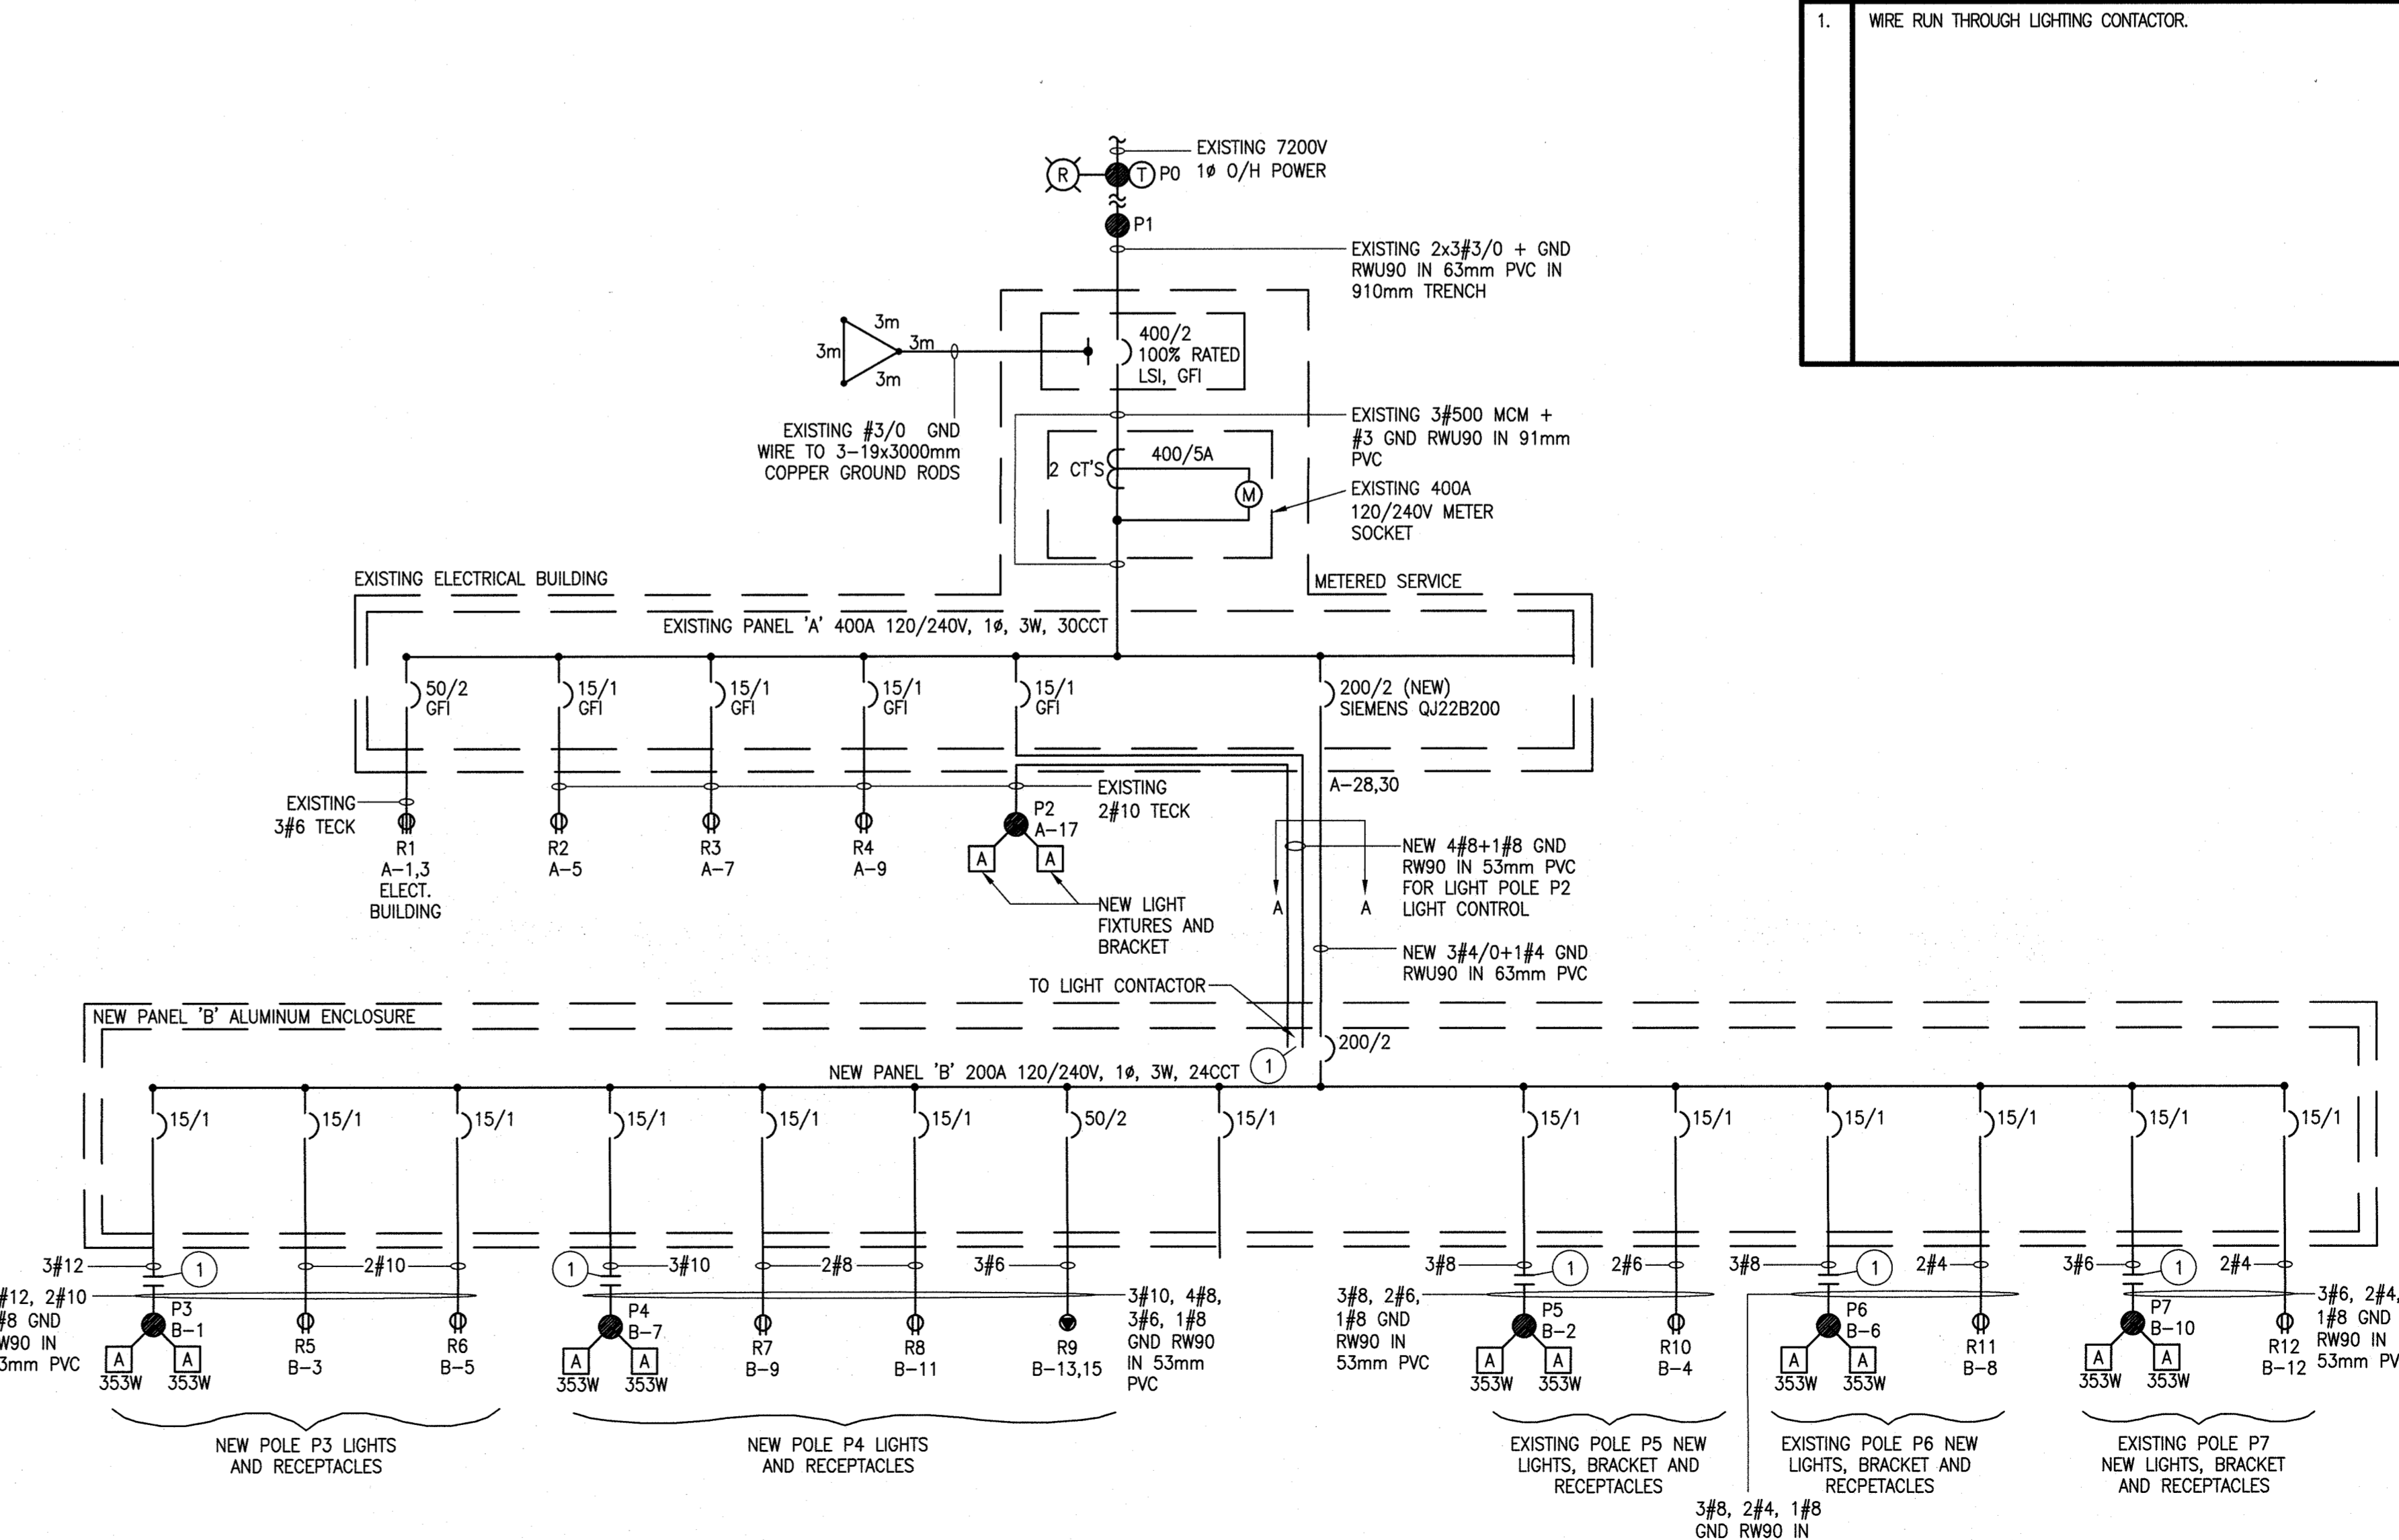 1. WIRE RUN THROUGH LIGHTING CONTACTOR.
EXISTING 7200V
1ø O/H POWER
R
T
P0
P1
EXISTING 2x3#3/0 + GND
RWU90 IN 63mm PVC IN
910mm TRENCH
3m
3m
3m
3m
400/2
100% RATED
LSI, GFI
EXISTING #3/0 GND
WIRE TO 3-19x3000mm
COPPER GROUND RODS
EXISTING 3#500 MCM +
#3 GND RWU90 IN 91mm
PVC
2 CT'S
400/5A
M
EXISTING 400A
120/240V METER
SOCKET
EXISTING ELECTRICAL BUILDING
METERED SERVICE
EXISTING PANEL 'A' 400A 120/240V, 1ø, 3W, 30CCT
50/2
GFI
15/1
GFI
15/1
GFI
15/1
GFI
15/1
GFI
200/2 (NEW)
SIEMENS QJ22B200
A-28,30
EXISTING
3#6 TECK
EXISTING
2#10 TECK
R1
A-1,3
ELECT.
BUILDING
R2
A-5
R3
A-7
R4
A-9
P2
A-17
A
A
NEW LIGHT
FIXTURES AND
BRACKET
A
A
NEW 4#8+1#8 GND
RW90 IN 53mm PVC
FOR LIGHT POLE P2
LIGHT CONTROL
NEW 3#4/0+1#4 GND
RWU90 IN 63mm PVC
TO LIGHT CONTACTOR
NEW PANEL 'B' ALUMINUM ENCLOSURE
200/2
1
NEW PANEL 'B' 200A 120/240V, 1ø, 3W, 24CCT
15/1
15/1
15/1
15/1
15/1
15/1
50/2
15/1
15/1
15/1
15/1
15/1
15/1
15/1
3#12
1
2#10
1
3#10
2#8
3#6
3#8
1
2#6
3#8
1
2#4
3#6
1
2#4
#12, 2#10
#8 GND
W90 IN
3mm PVC
P3
B-1
A
A
353W
353W
R5
B-3
R6
B-5
P4
B-7
A
A
353W
353W
R7
B-9
R8
B-11
R9
B-13,15
3#10, 4#8,
3#6, 1#8
GND RW90
IN 53mm
PVC
3#8, 2#6,
1#8 GND
RW90 IN
53mm PVC
P5
B-2
A
A
353W
353W
R10
B-4
P6
B-6
A
A
353W
353W
R11
B-8
P7
B-10
A
A
353W
353W
R12
B-12
3#6, 2#4,
1#8 GND
RW90 IN
53mm PV
NEW POLE P3 LIGHTS
AND RECEPTACLES
NEW POLE P4 LIGHTS
AND RECEPTACLES
EXISTING POLE P5 NEW
LIGHTS, BRACKET AND
RECEPTACLES
EXISTING POLE P6 NEW
LIGHTS, BRACKET AND
RECPETACLES
EXISTING POLE P7
NEW LIGHTS, BRACKET
AND RECEPTACLES
3#8, 2#4, 1#8
GND RW90 IN